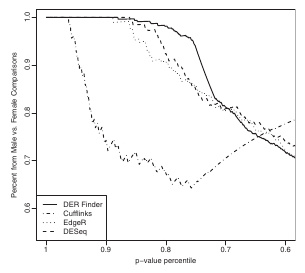 Percent from Male vs. Female Comparisons
1.0
0.9
0.8
0.7
0.6
DER Finder
Cufflinks
EdgeR
DESeq
1
0.9
0.8
0.7
0.6
p-value percentile